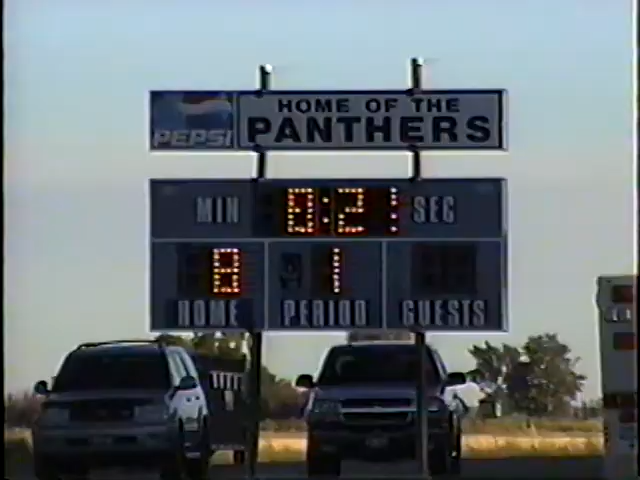 PEPSI
HOME OF THE
PANTHERS
MIN 0:21 SEC
8 1
HOME PERIOD GUESTS